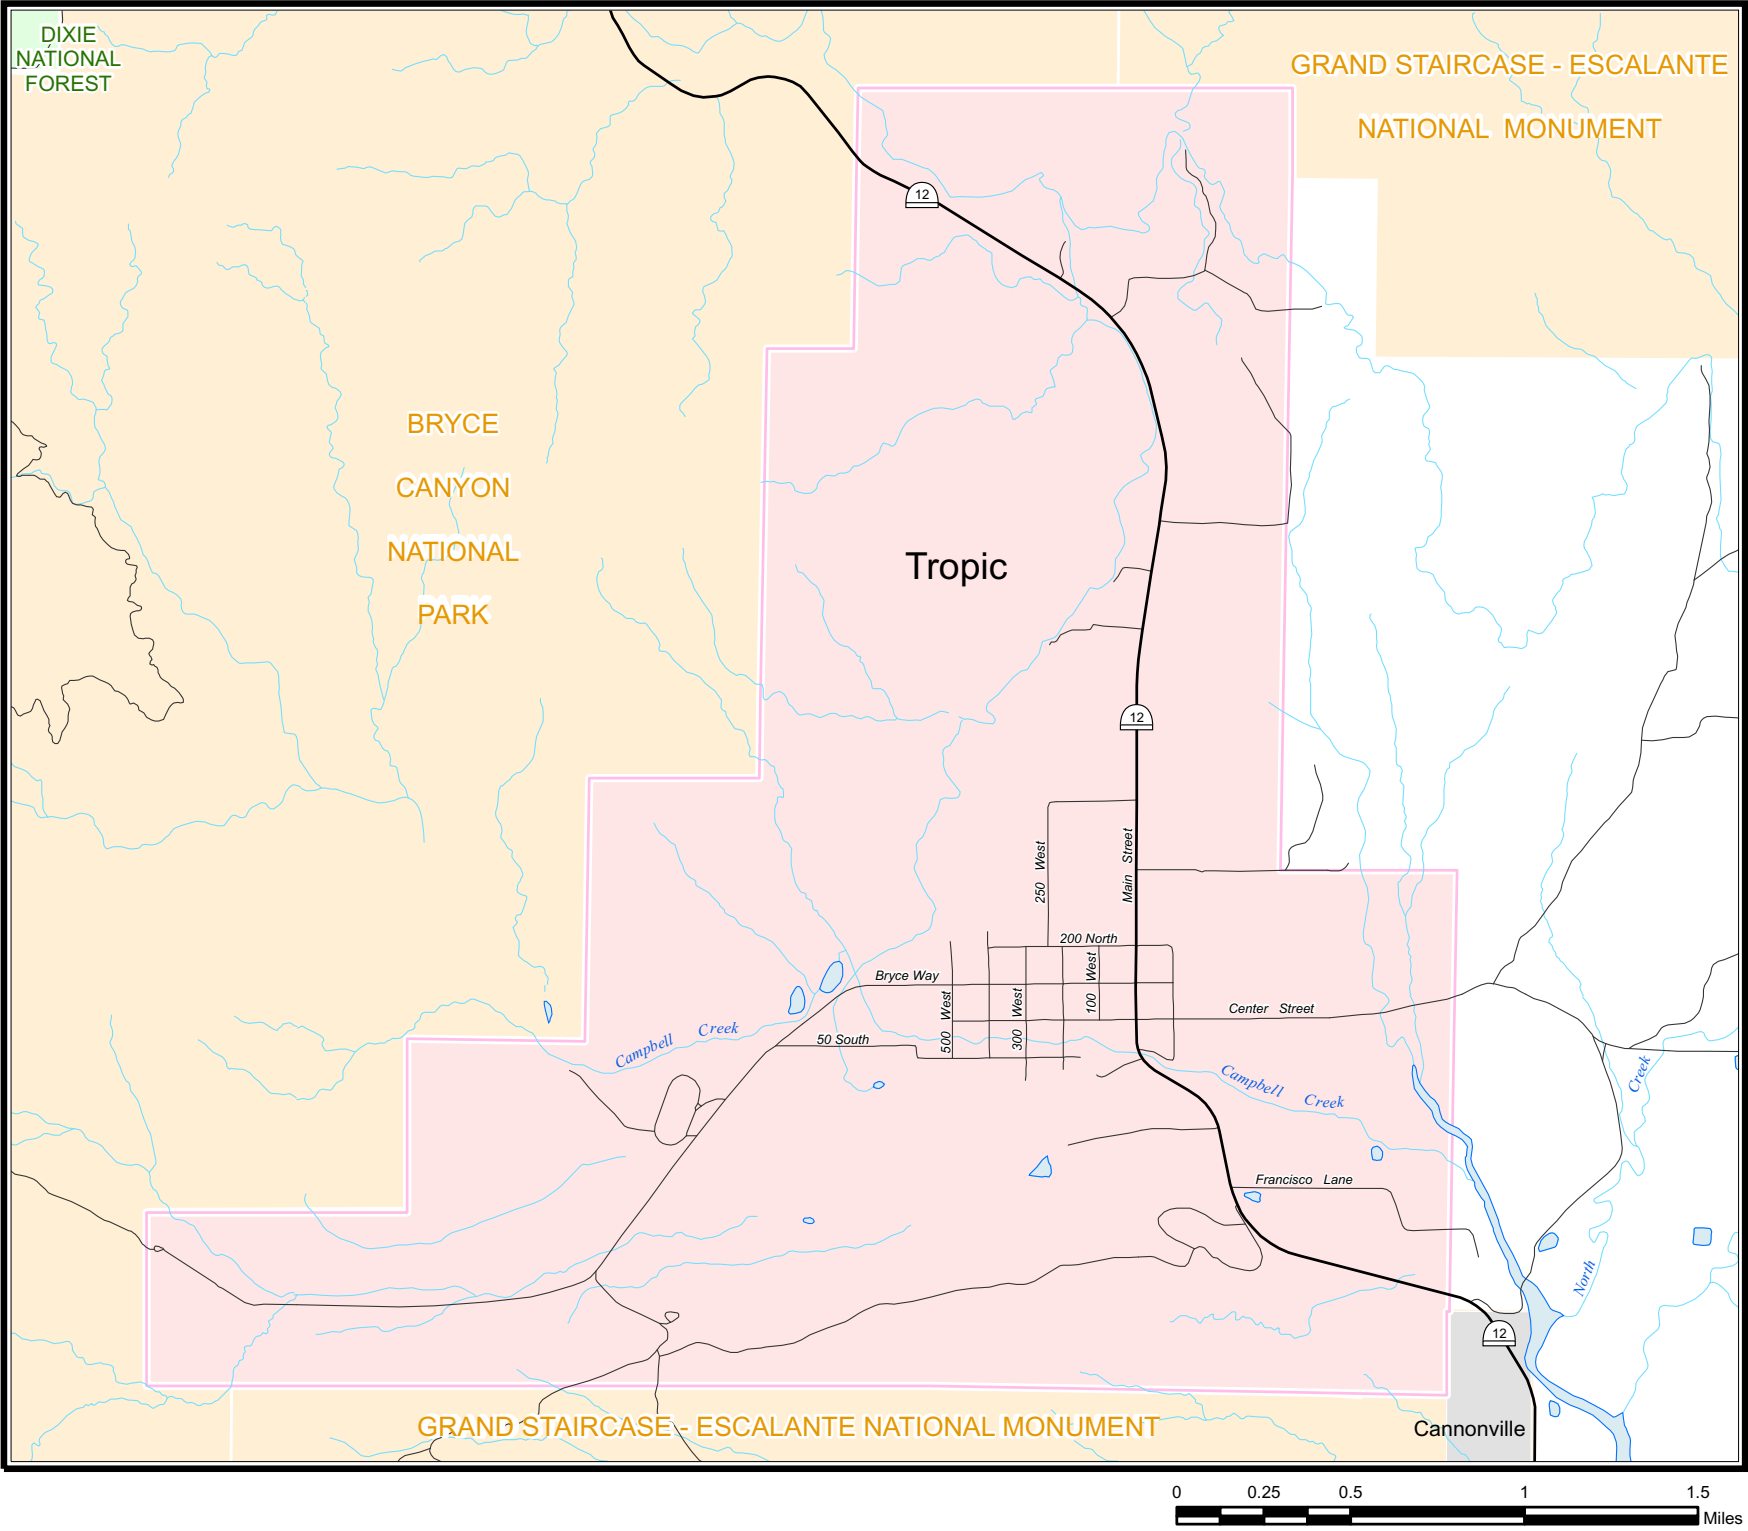 DIXIE
NATIONAL
FOREST
GRAND STAIRCASE - ESCALANTE
NATIONAL MONUMENT
12
BRYCE
CANYON
NATIONAL
PARK
Tropic
12
250 West
Main Street
200 North
Bryce Way
100 West
500 West
300 West
Center Street
50 South
Campbell Creek
Campbell Creek
Creek
North
Francisco Lane
12
GRAND STAIRCASE - ESCALANTE NATIONAL MONUMENT
Cannonville
0 0.25 0.5 1 1.5
Miles